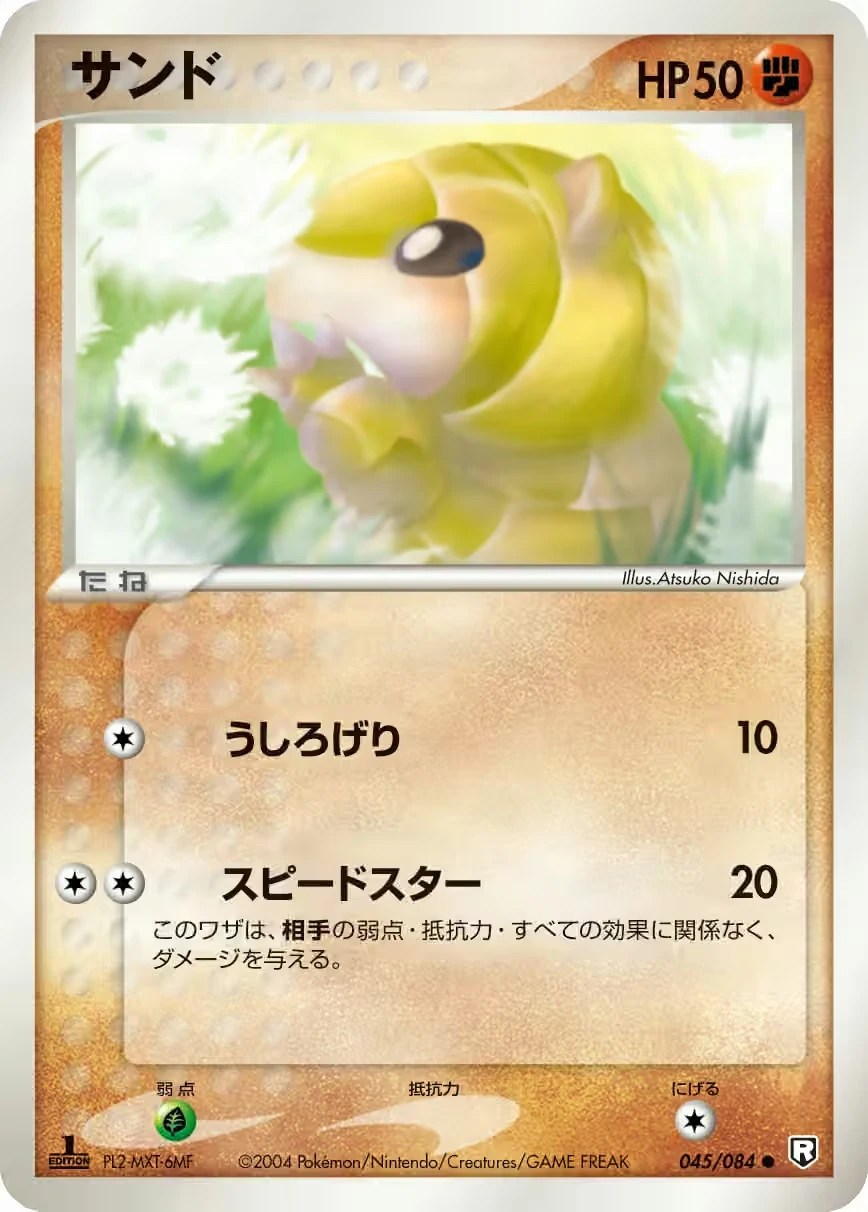 サンド
HP50
たね
Illus.Atsuko Nishida
うしろげり 10
スピードスター 20
このワザは、相手の弱点・抵抗力・すべての効果に関係なく、
ダメージを与える。
弱点 抵抗力 にげる
1 EDITION PL2-MXT-6MF ©2004 Pokémon/Nintendo/Creatures/GAME FREAK 045/084 R